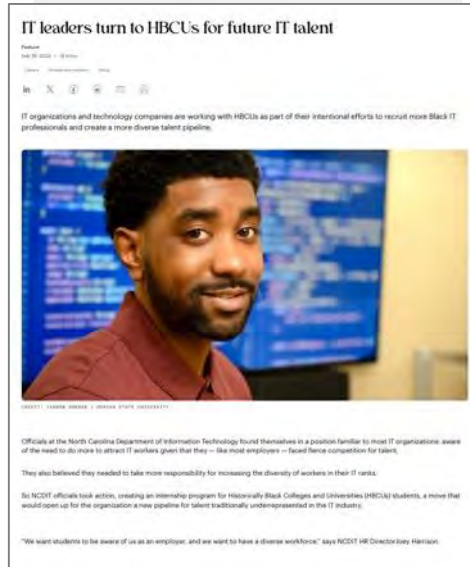 IT leaders turn to HBCUs for future IT talent
Feature
in
IT organizations and technology companies are working with HBCUs as part of their intentional efforts to recruit more Black IT
professionals and create a more diverse talent pipeline.
Officials at the North Carolina Department of Information Technology found themselves in a position familiar to most IT organizations: aware
of the need to do more to attract IT workers given that they — like most employers — faced fierce competition for talent.
They also believed they needed to take more responsibility for increasing the diversity of workers in their IT ranks.
So NCDIT officials took action, creating an internship program for Historically Black Colleges and Universities (HBCUs) students, a move that
would open up for the organization a new pipeline for talent traditionally underrepresented in the IT industry.
"We want students to be aware of us as an employer, and we want to have a diverse workforce," says NCDIT HR Director Joey Harrison.